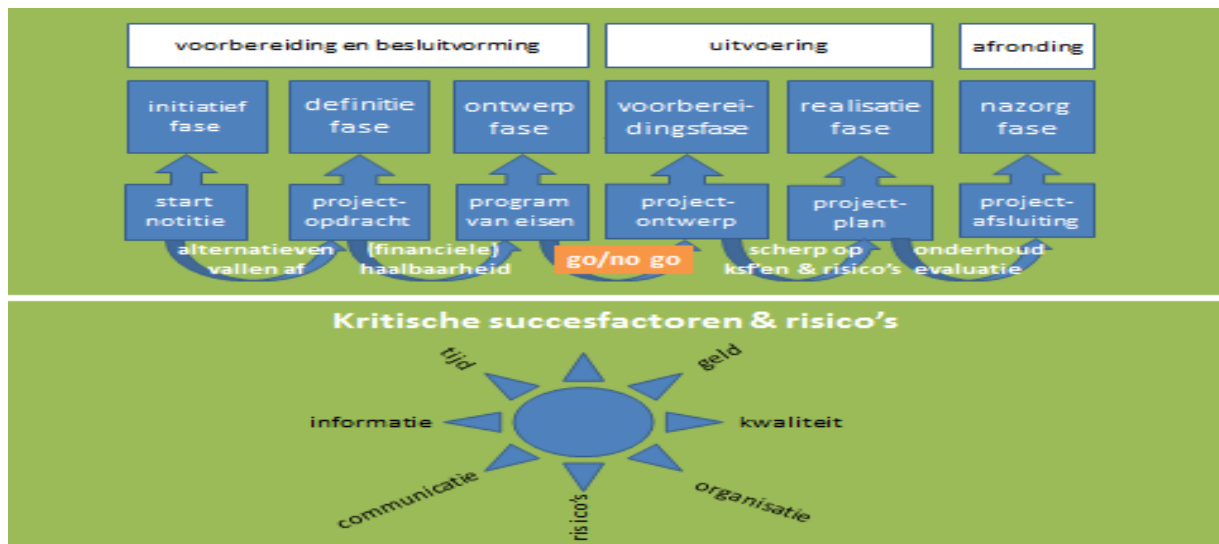 voorbereiding en besluitvorming
uitvoering
afronding
initiatief
fase
definitie
fase
ontwerp
fase
voorberei-
dingsfase
realisatie
fase
nazorg
fase
start
notitie
project-
opdracht
program
van eisen
project-
ontwerp
project-
plan
project-
afsluiting
alternatieven
vallen af
(financiele)
haalbaarheid
go/no go
scherp op
ksf'en & risico's
onderhoud
evaluatie
Kritische succesfactoren & risico's
tijd
geld
informatie
kwaliteit
communicatie
risico's
organisatie